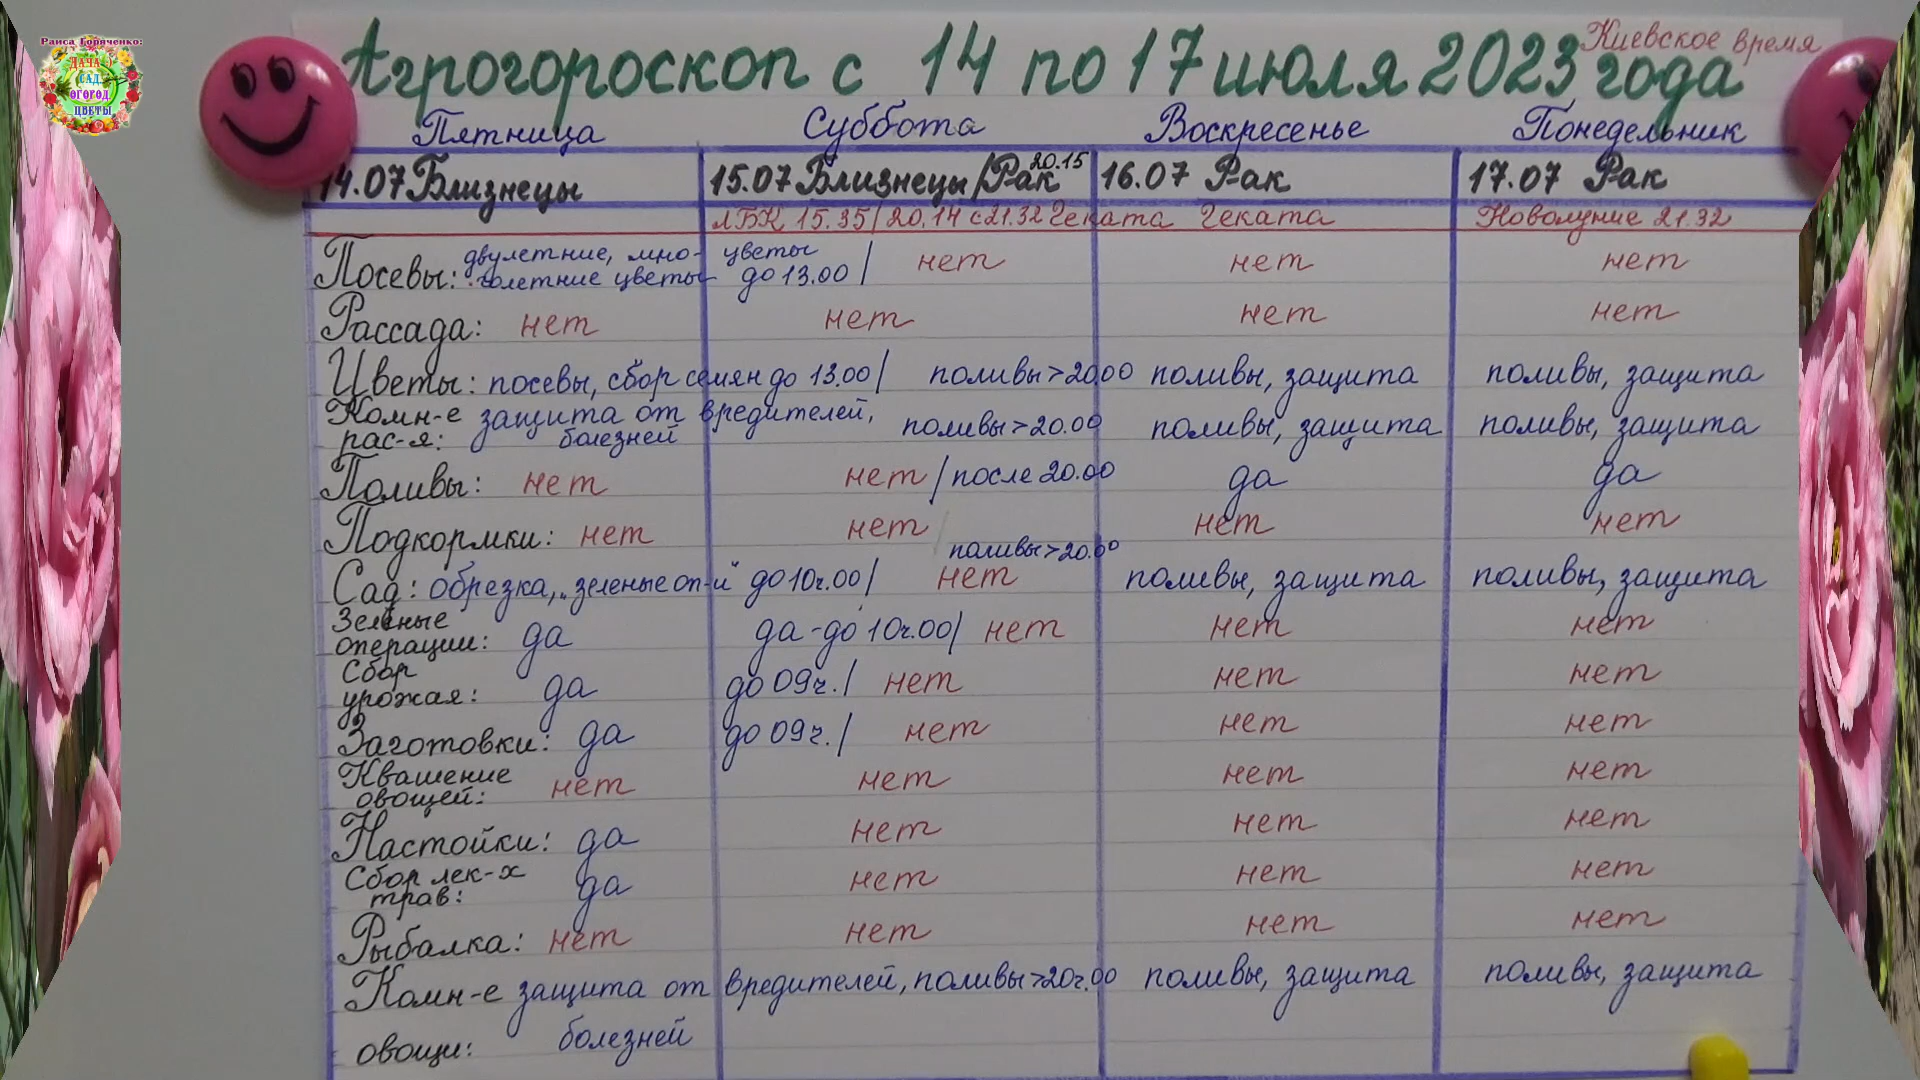 Раиса Горяченко:
ДАЧА
САД
ОГОРОД
ЦВЕТЫ
Киевское время
Агрогороскоп с 14 по 17 июля 2023 года
Пятница Суббота Воскресенье Понедельник
14.07 Близнецы 15.07 Близнецы/Рак 20.15 16.07 Рак 17.07 Рак
ЛБК 15.35/20.14 с 21.32 Геката Геката Новолуние 21.32
Посевы: двулетние, мно- цветы нет нет нет
голетние цветы до 13.00/
Рассада: нет нет нет нет
Цветы: посевы, сбор семян до 13.00/ поливы>20.00 поливы, защита поливы, защита
Комн-е защита от вредителей, поливы>20.00 поливы, защита поливы, защита
рас-я: болезней
Поливы: нет нет/после 20.00 да да
Подкормки: нет нет нет нет
поливы>20.00
Сад: обрезка, "зеленые оп-и" до 10ч.00/ нет поливы, защита поливы, защита
Зелёные
операции: да да-до 10ч.00/ нет нет нет
Сбор
урожая: да до 09ч./ нет нет нет
Заготовки: да до 09ч./ нет нет нет
Квашение
овощей: нет нет нет нет
Настойки: да нет нет нет
Сбор лек-х
трав: да нет нет нет
Рыбалка: нет нет нет нет
Комн-е защита от вредителей, поливы>20ч.00 поливы, защита поливы, защита
овощи: болезней